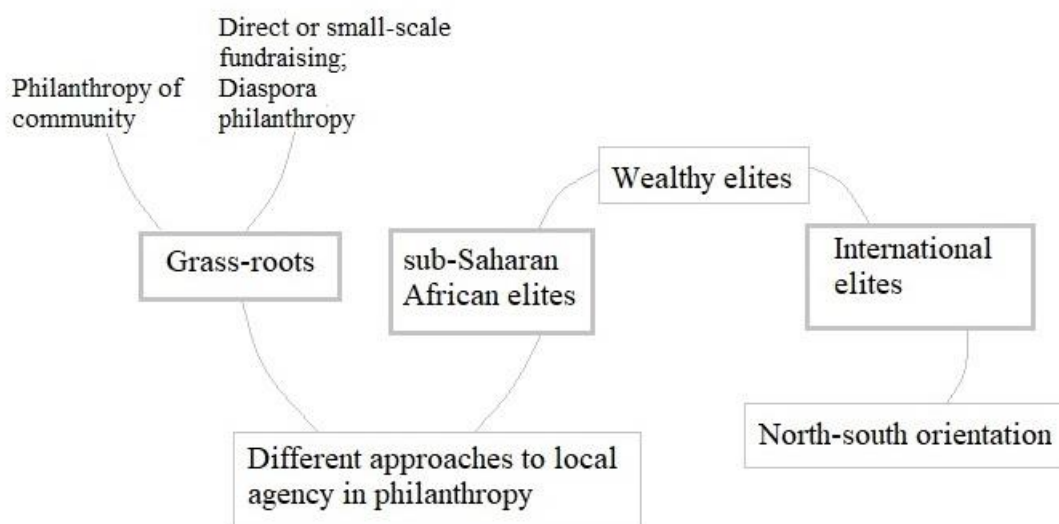 Philanthropy of
community
Direct or small-scale
fundraising;
Diaspora
philanthropy
Wealthy elites
Grass-roots
sub-Saharan
African elites
International
elites
Different approaches to local
agency in philanthropy
North-south orientation